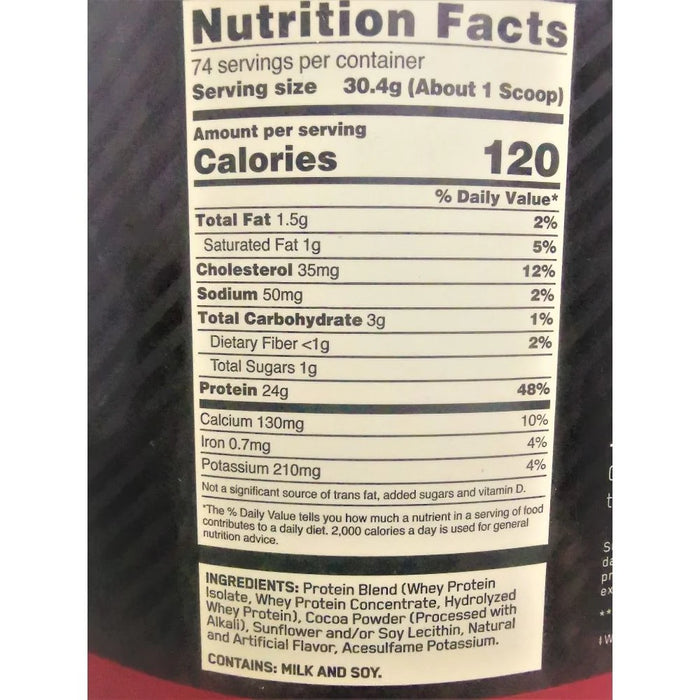 Nutrition Facts
74 servings per container
Serving size 30.4g (About 1 Scoop)
Amount per serving
Calories 120
% Daily Value*
Total Fat 1.5g 2%
Saturated Fat 1g 5%
Cholesterol 35mg 12%
Sodium 50mg 2%
Total Carbohydrate 3g 1%
Dietary Fiber <1g 2%
Total Sugars 1g
Protein 24g 48%
Calcium 130mg 10%
Iron 0.7mg 4%
Potassium 210mg 4%
Not a significant source of trans fat, added sugars and vitamin D.
*The % Daily Value tells you how much a nutrient in a serving of food
contributes to a daily diet. 2,000 calories a day is used for general
nutrition advice.
INGREDIENTS: Protein Blend (Whey Protein
Isolate, Whey Protein Concentrate, Hydrolyzed
Whey Protein), Cocoa Powder (Processed with
Alkali), Sunflower and/or Soy Lecithin, Natural
and Artificial Flavor, Acesulfame Potassium.
CONTAINS: MILK AND SOY.